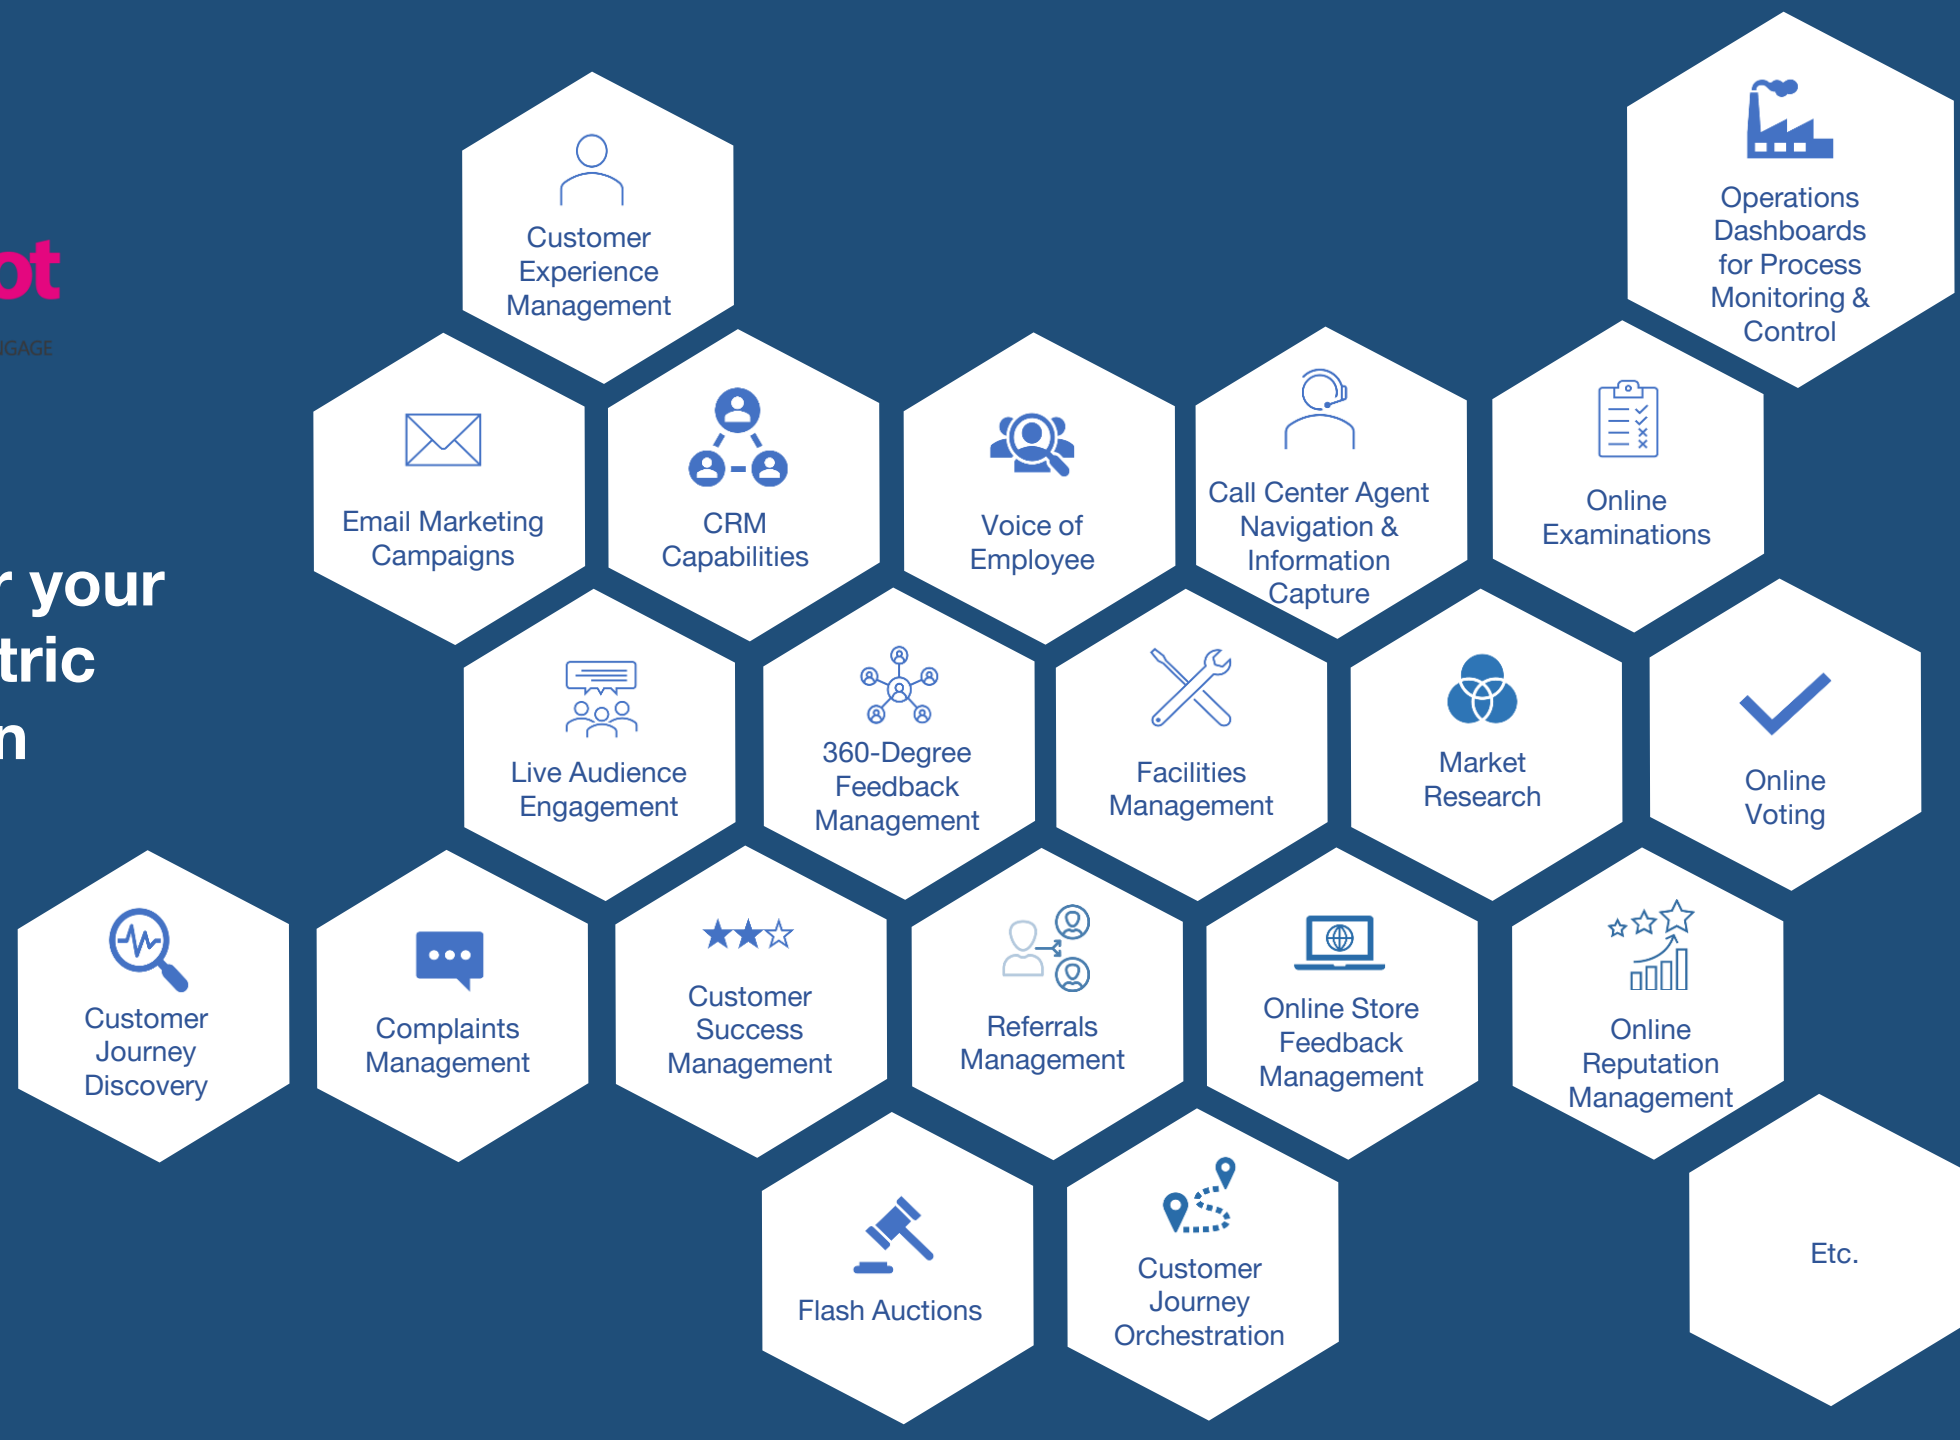 ot
NGAGE
r your
tric
n
Customer
Experience
Management
Operations
Dashboards
for Process
Monitoring &
Control
Email Marketing
Campaigns
CRM
Capabilities
Voice of
Employee
Call Center Agent
Navigation &
Information
Capture
Online
Examinations
Live Audience
Engagement
360-Degree
Feedback
Management
Facilities
Management
Market
Research
Online
Voting
Customer
Journey
Discovery
Complaints
Management
Customer
Success
Management
Referrals
Management
Online Store
Feedback
Management
Online
Reputation
Management
Flash Auctions
Customer
Journey
Orchestration
Etc.